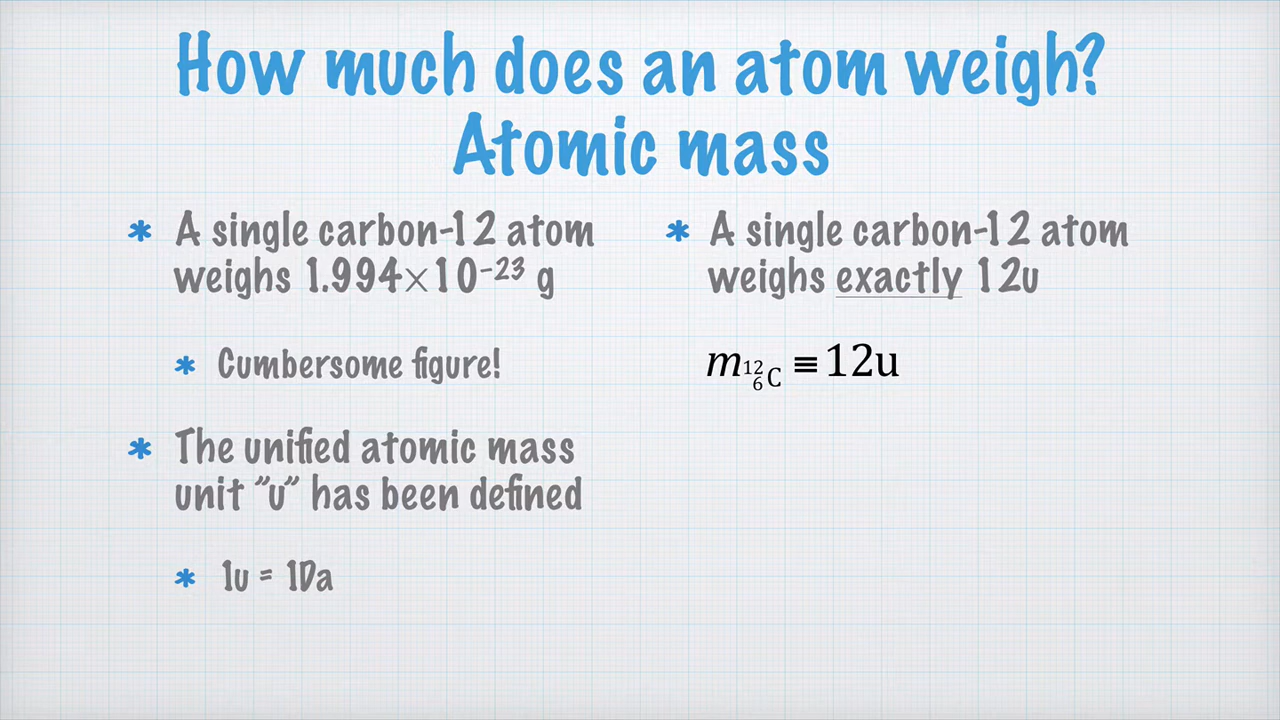 How much does an atom weigh?
Atomic mass
* A single carbon-12 atom
weighs 1.994×10⁻²³ g
* Cumbersome figure!
* The unified atomic mass
unit "u" has been defined
* 1u = 1Da
* A single carbon-12 atom
weighs exactly 12u
m ¹²₆C ≡ 12u